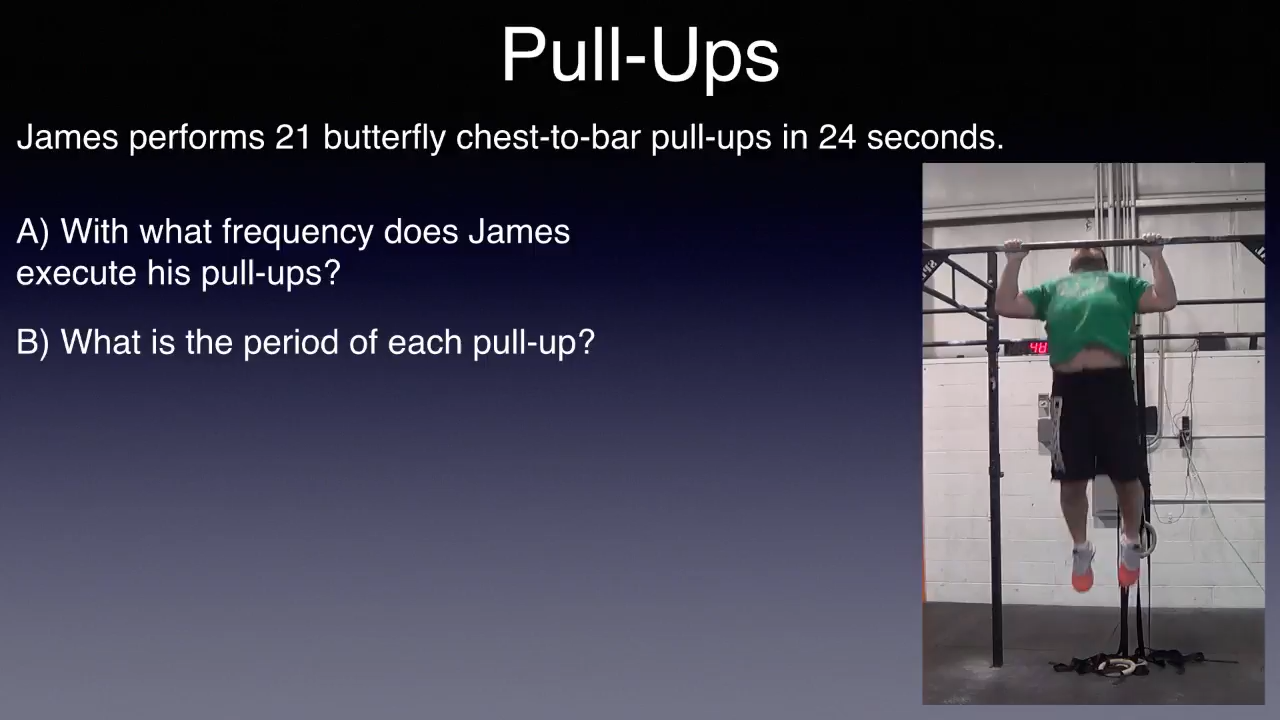 Pull-Ups
James performs 21 butterfly chest-to-bar pull-ups in 24 seconds.
A) With what frequency does James
execute his pull-ups?
B) What is the period of each pull-up?
48